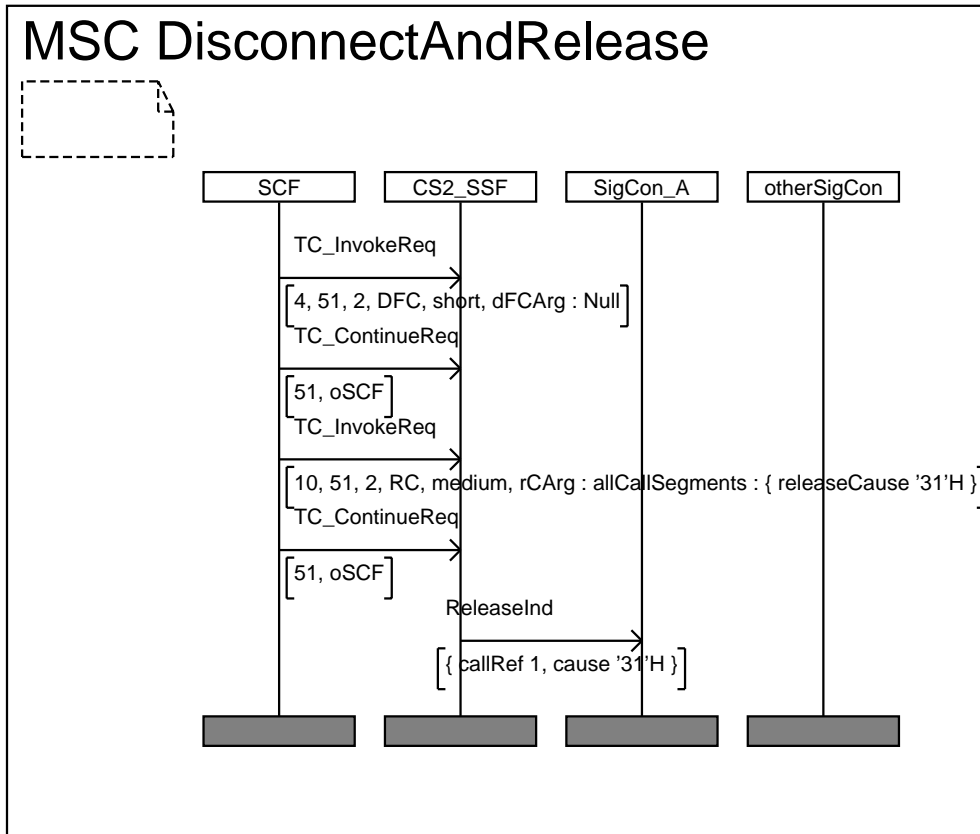 MSC DisconnectAndRelease
SCF CS2_SSF SigCon_A otherSigCon
TC_InvokeReq
4, 51, 2, DFC, short, dFCArg : Null
TC_ContinueReq
51, oSCF
TC_InvokeReq
10, 51, 2, RC, medium, rCArg : allCallSegments : { releaseCause ’31’H }
TC_ContinueReq
51, oSCF
ReleaseInd
{ callRef 1, cause ’31’H }